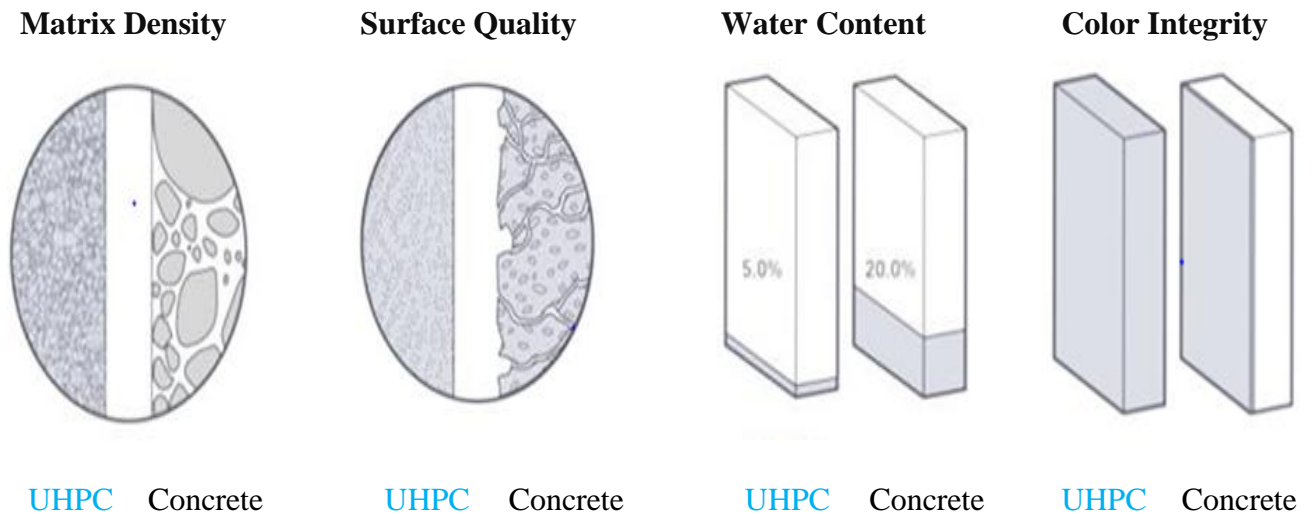 Matrix Density Surface Quality Water Content Color Integrity
5.0% 20.0%
UHPC Concrete UHPC Concrete UHPC Concrete UHPC Concrete